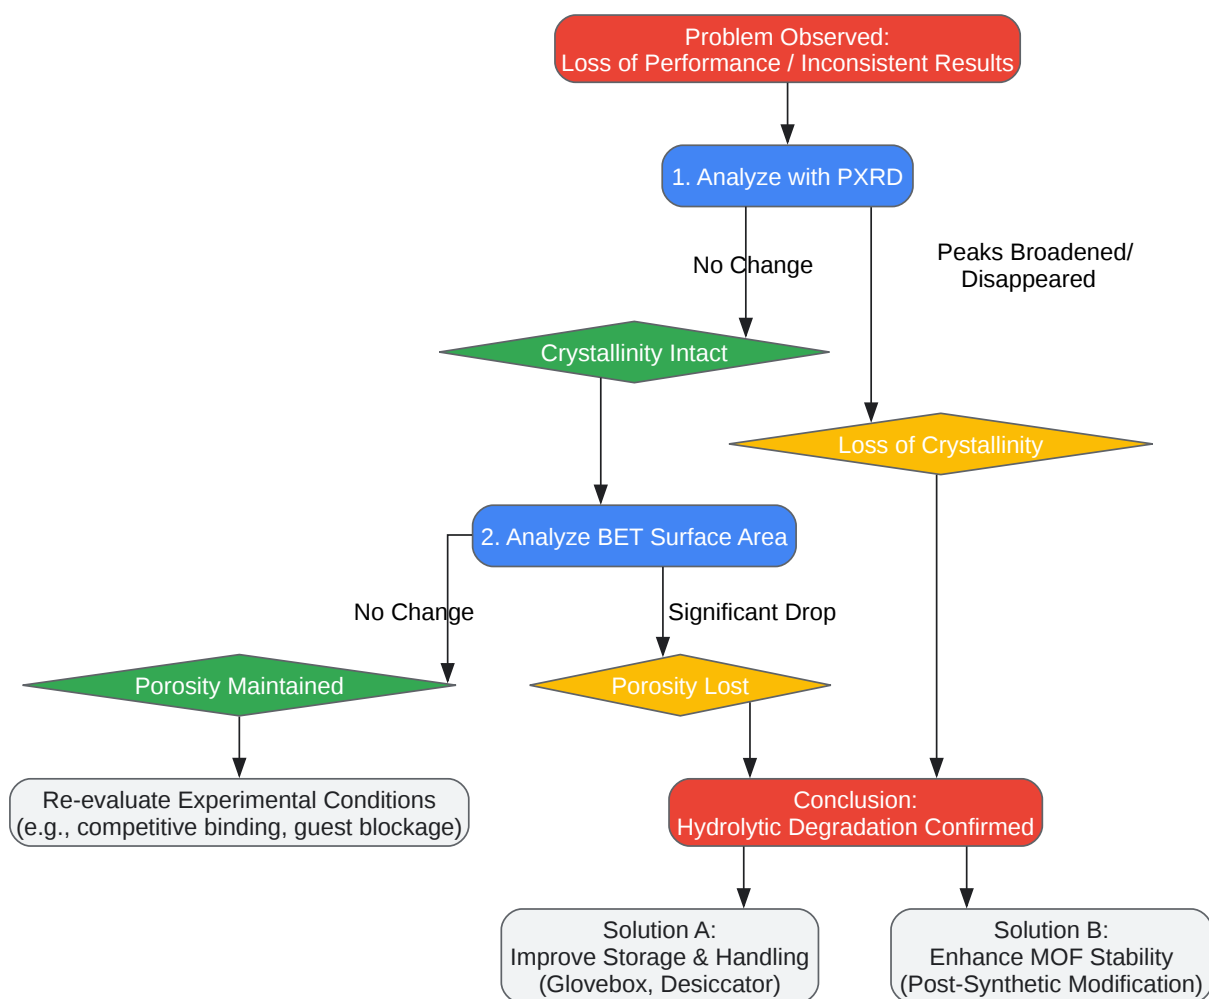 Problem Observed:
Loss of Performance / Inconsistent Results
1. Analyze with PXRD
No Change
Peaks Broadened/
Disappeared
Crystallinity Intact
Loss of Crystallinity
2. Analyze BET Surface Area
No Change
Significant Drop
Porosity Maintained
Porosity Lost
Re-evaluate Experimental Conditions
(e.g., competitive binding, guest blockage)
Conclusion:
Hydrolytic Degradation Confirmed
Solution A:
Improve Storage & Handling
(Glovebox, Desiccator)
Solution B:
Enhance MOF Stability
(Post-Synthetic Modification)